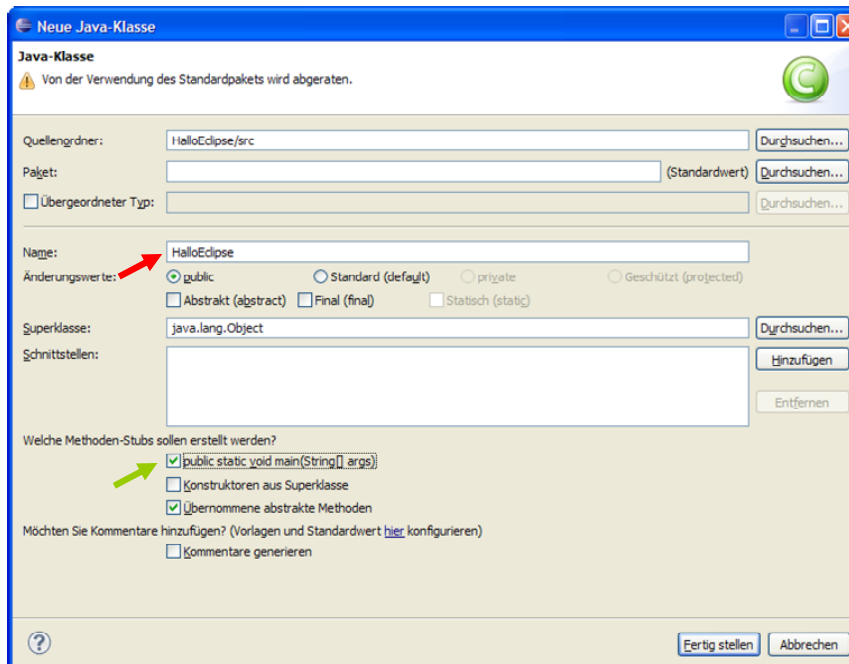 Neue Java-Klasse
Java-Klasse
Von der Verwendung des Standardpakets wird abgeraten.
Quellenordner: HalloEclipse/src Durchsuchen...
Paket: (Standardwert) Durchsuchen...
Übergeordneter Typ: Durchsuchen...
Name: HalloEclipse
Änderungswerte: public Standard (default) private Geschützt (protected)
Abstrakt (abstract) Final (final) Statisch (static)
Superklasse: java.lang.Object Durchsuchen...
Schnittstellen: Hinzufügen
Entfernen
Welche Methoden-Stubs sollen erstellt werden?
public static void main(String[] args)
Konstruktoren aus Superklasse
Übernommene abstrakte Methoden
Möchten Sie Kommentare hinzufügen? (Vorlagen und Standardwert hier konfigurieren)
Kommentare generieren
? Fertig stellen Abbrechen